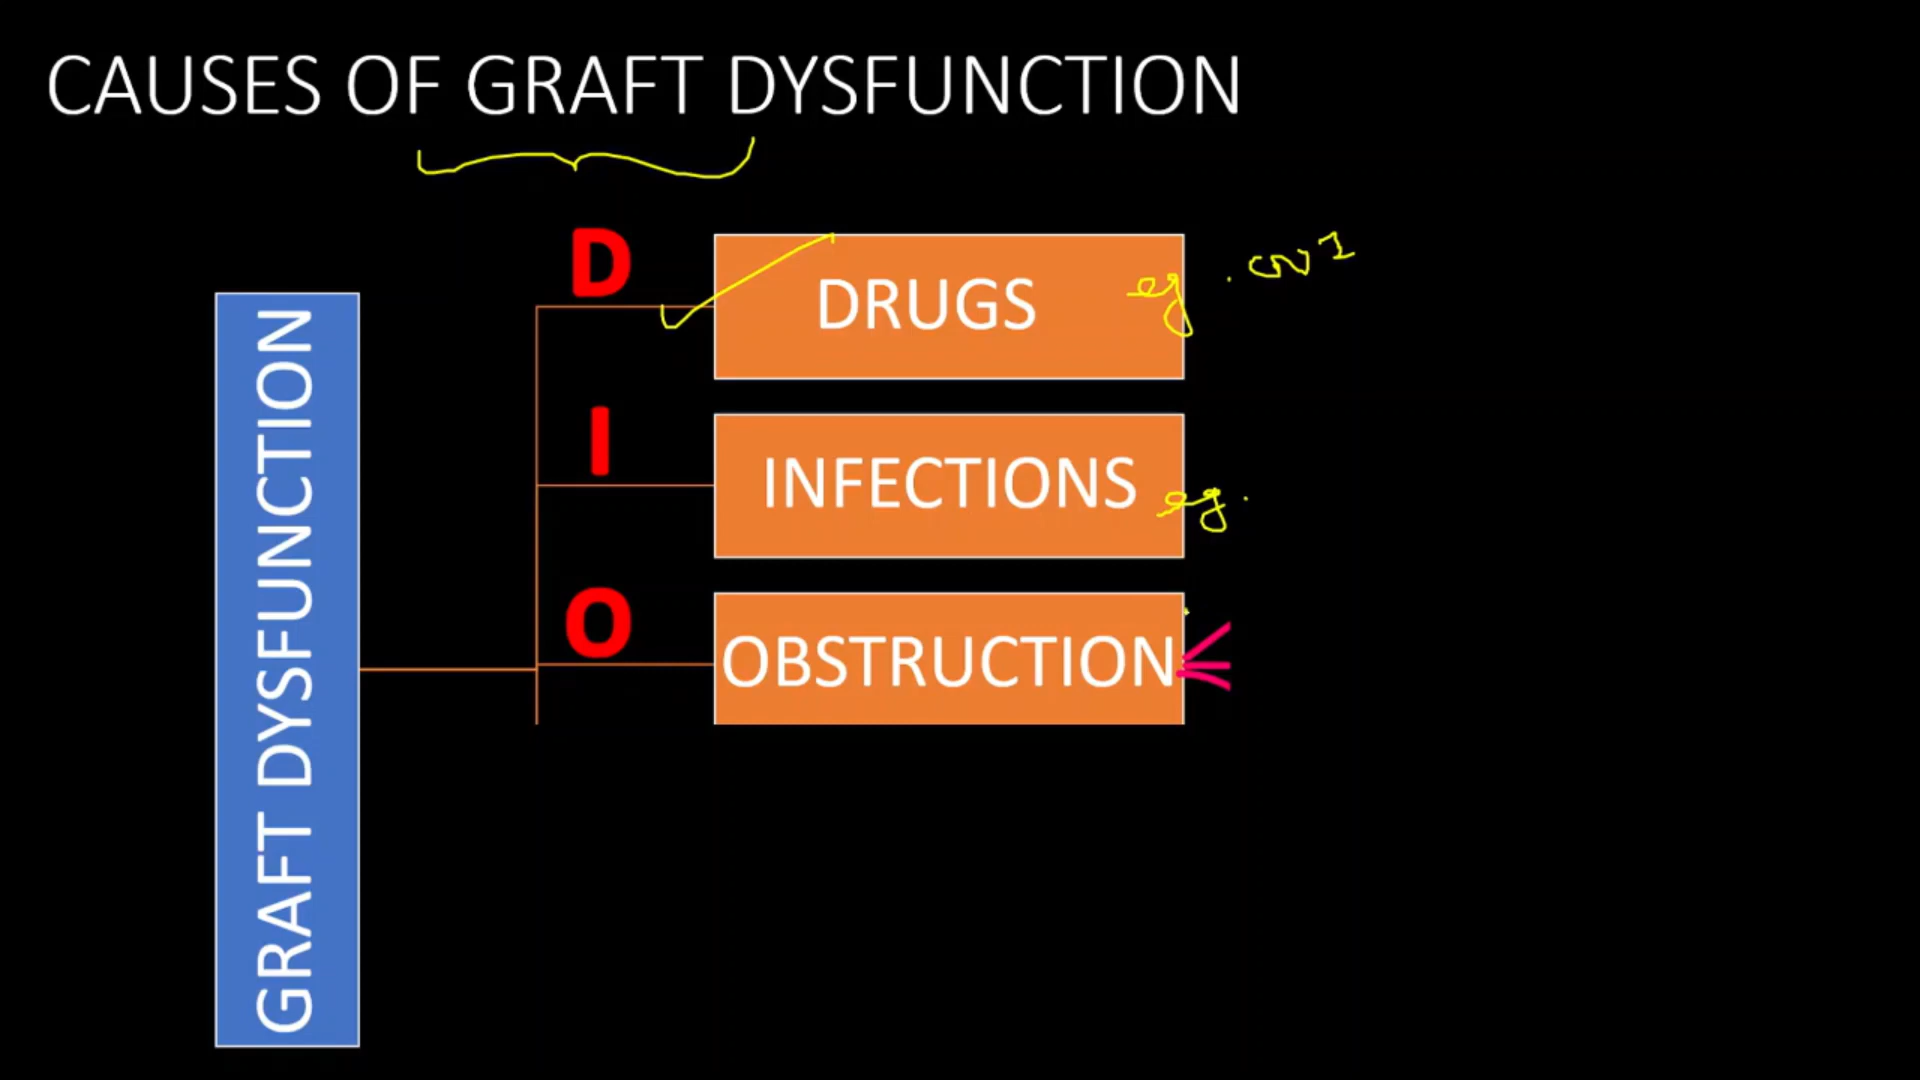 CAUSES OF GRAFT DYSFUNCTION
GRAFT DYSFUNCTION
D
DRUGS eg.
I
INFECTIONS eg.
O
OBSTRUCTION